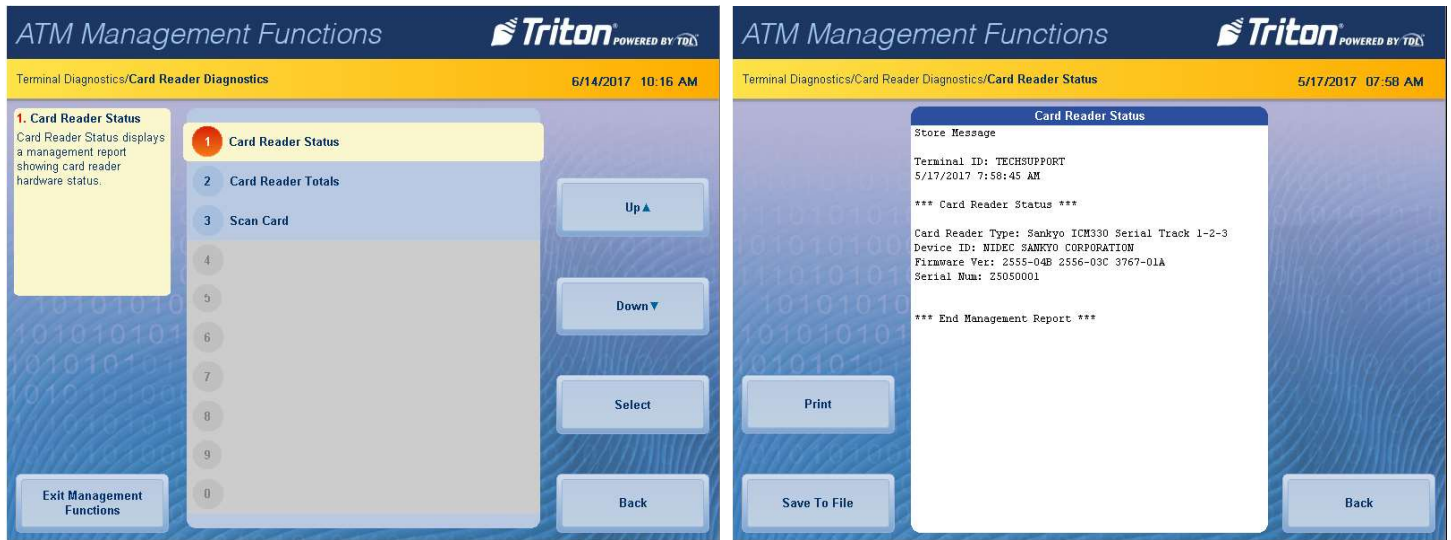 ATM Management Functions
Triton POWERED BY TDL
Terminal Diagnostics/Card Reader Diagnostics
6/14/2017 10:16 AM
1. Card Reader Status
Card Reader Status displays
a management report
showing card reader
hardware status.
1 Card Reader Status
2 Card Reader Totals
3 Scan Card
4
5
6
7
8
9
0
Up▲
Down▼
Select
Back
Exit Management
Functions
ATM Management Functions
Triton POWERED BY TDL
Terminal Diagnostics/Card Reader Diagnostics/Card Reader Status
5/17/2017 07:58 AM
Card Reader Status
Store Message
Terminal ID: TECHSUPPORT
5/17/2017 7:58:45 AM
*** Card Reader Status ***
Card Reader Type: Sankyo ICM330 Serial Track 1-2-3
Device ID: NIDEC SANKYO CORPORATION
Firmware Ver: 2555-04B 2556-03C 3767-01A
Serial Num: Z5050001
*** End Management Report ***
Print
Save To File
Back